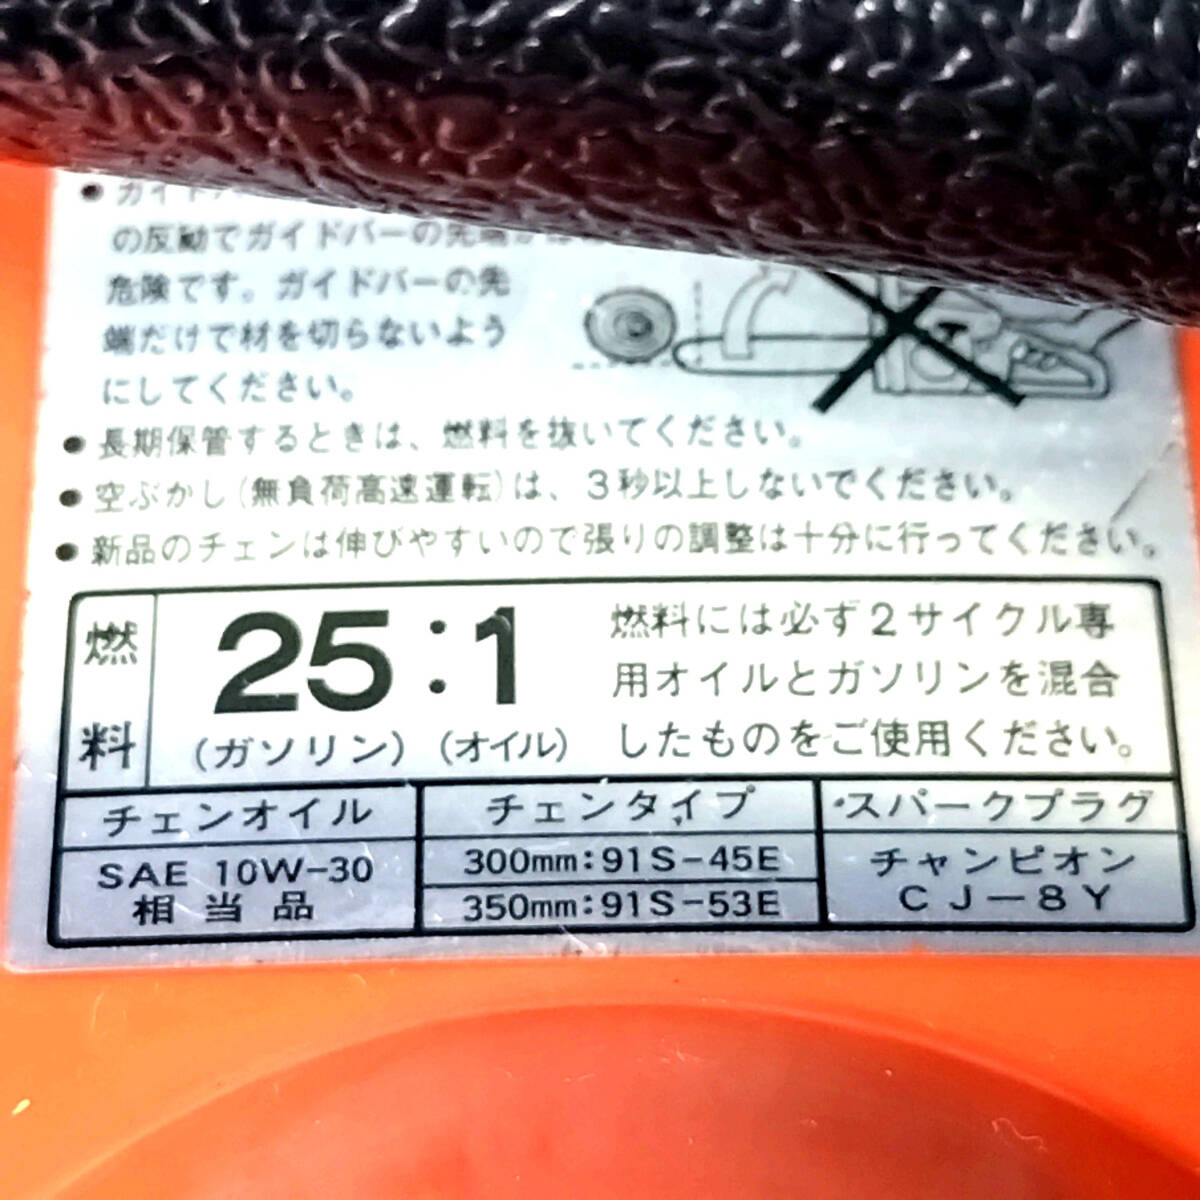 ● ガイド
の反動でガイドバーの先端が
危険です。ガイドバーの先
端だけで材を切らないよう
にしてください。
● 長期保管するときは、燃料を抜いてください。
● 空ぶかし(無負荷高速運転)は、3秒以上しないでください。
● 新品のチェンは伸びやすいので張りの調整は十分に行ってください。
燃料
25:1
(ガソリン) (オイル)
燃料には必ず2サイクル専
用オイルとガソリンを混合
したものをご使用ください。
チェンオイル
SAE 10W-30
相当品
チェンタイプ
300mm:91S-45E
350mm:91S-53E
スパークプラグ
チャンピオン
CJ-8Y